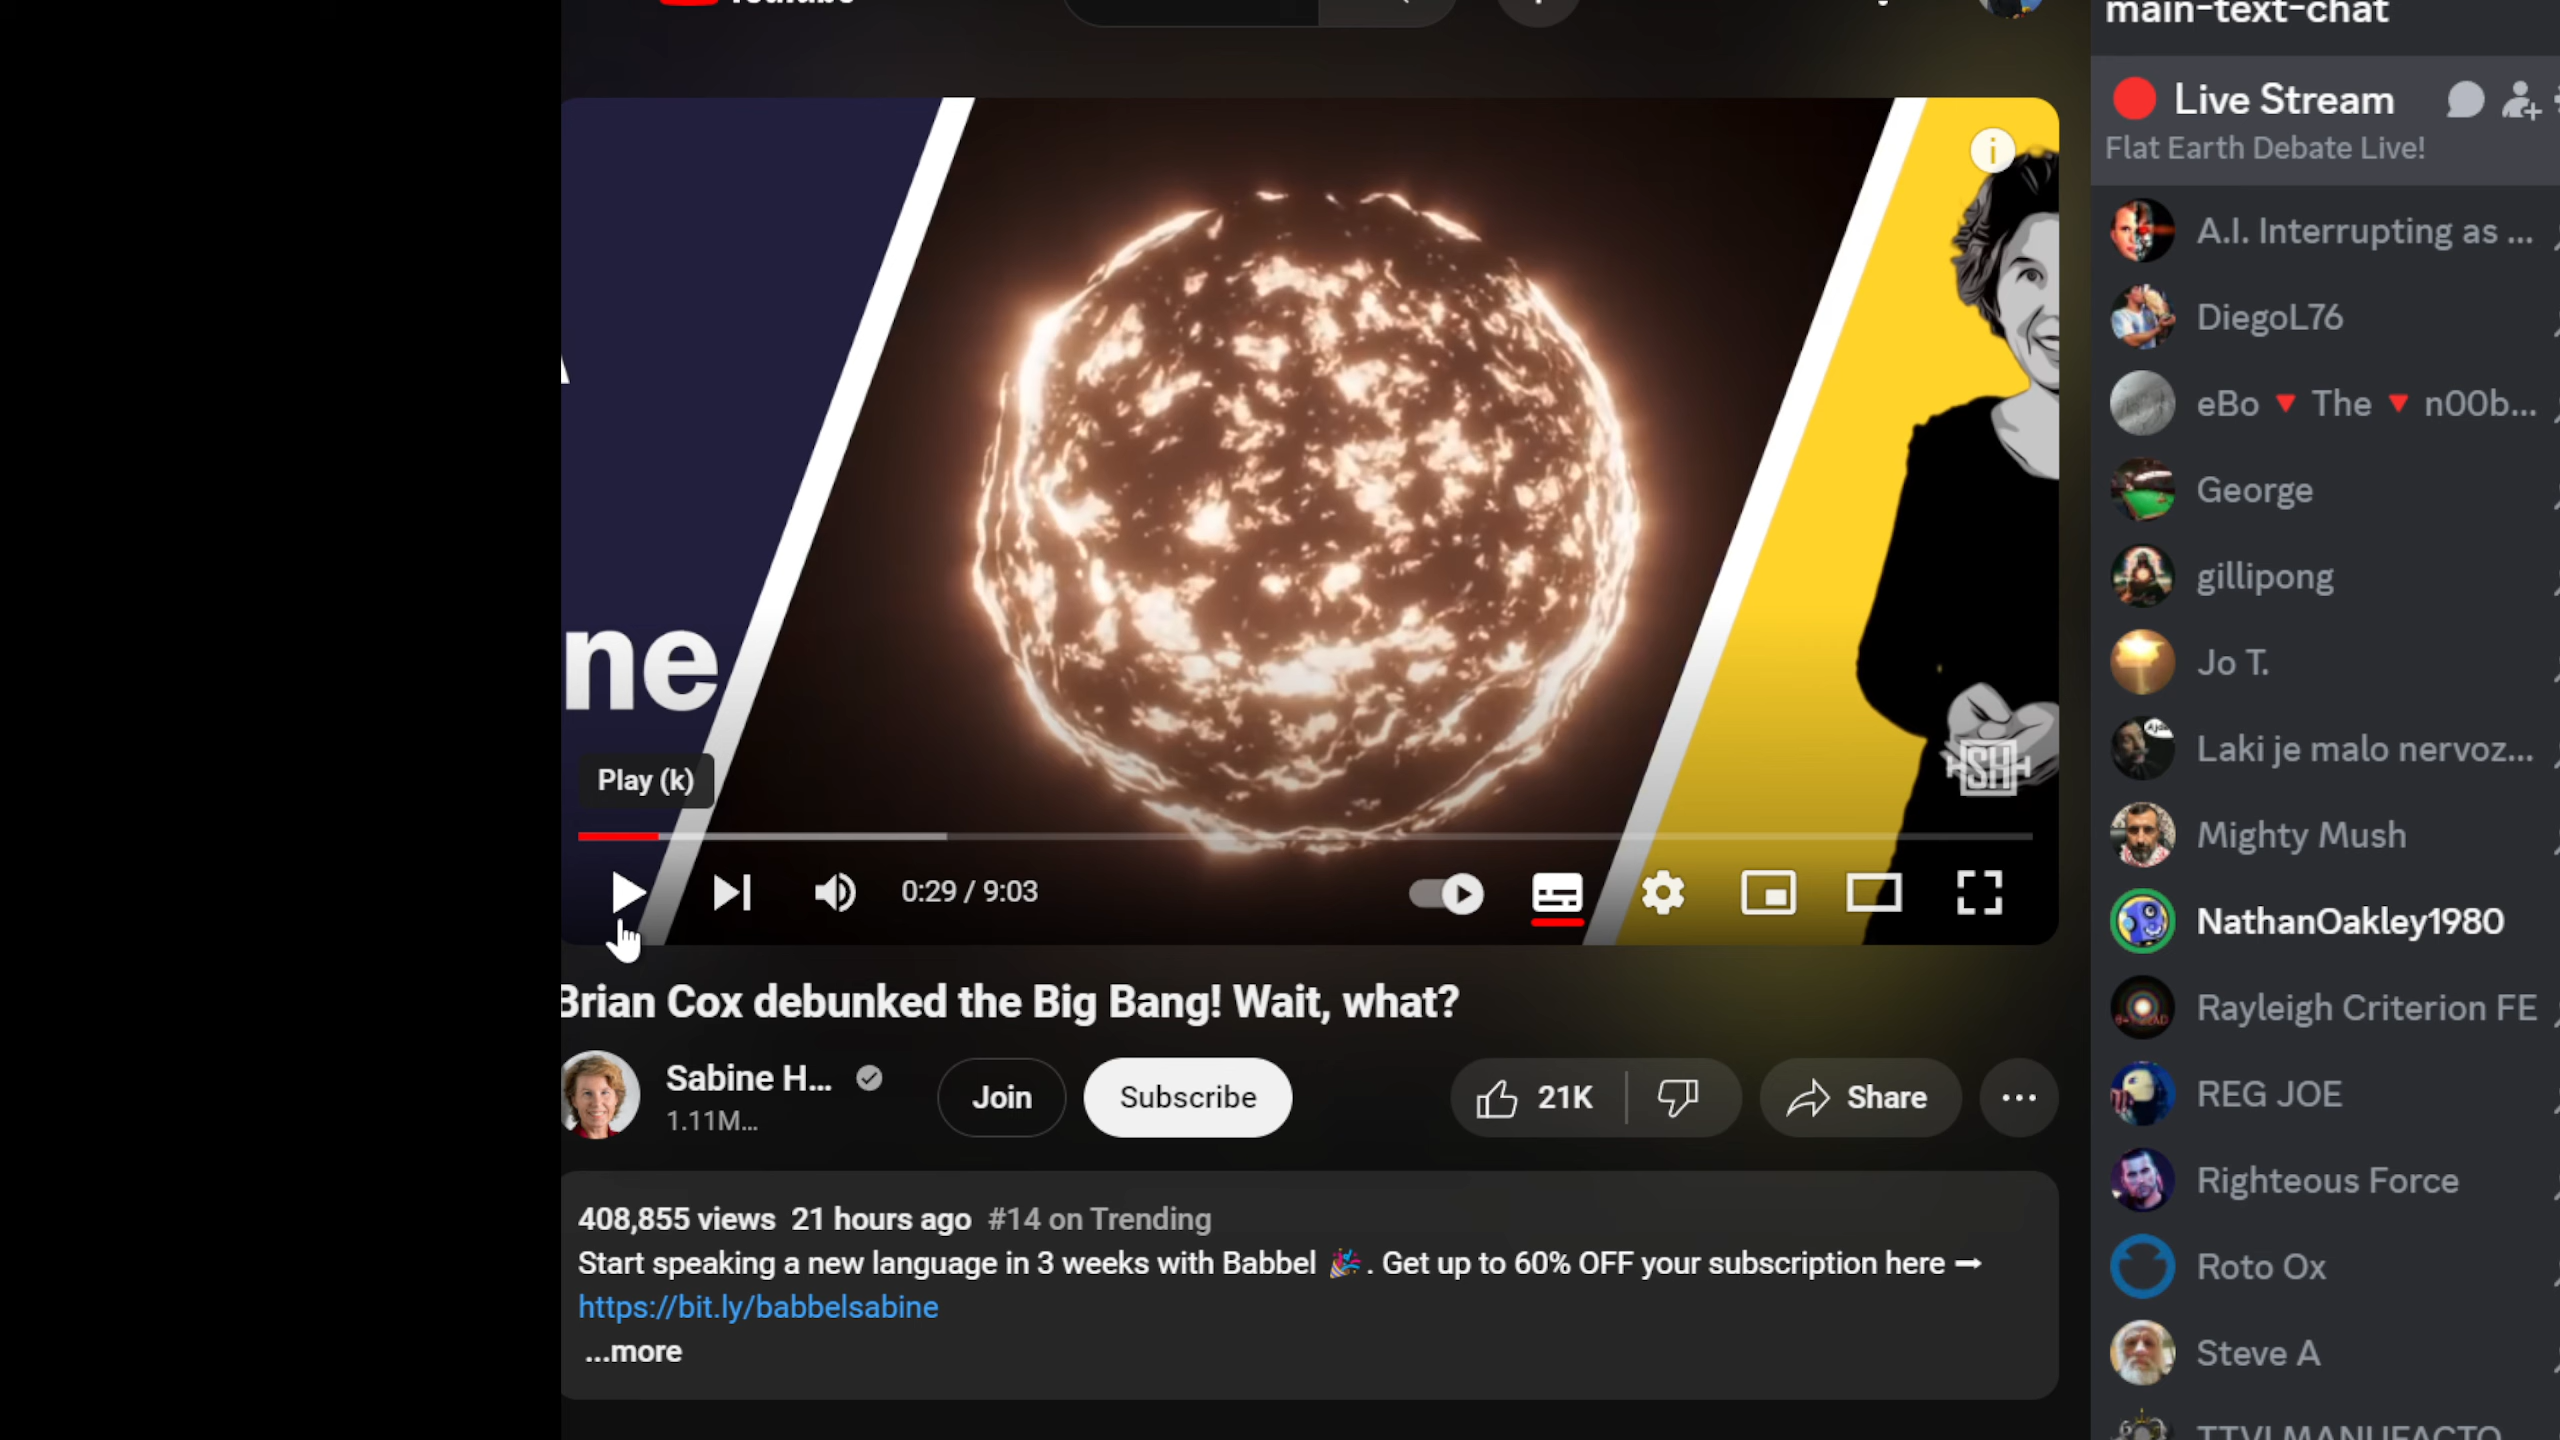 main-text-chat
Live Stream
Flat Earth Debate Live!
ne
Play (k)
0:29 / 9:03
SH
Brian Cox debunked the Big Bang! Wait, what?
Sabine H...
1.11M...
Join
Subscribe
21K
Share
408,855 views 21 hours ago #14 on Trending
Start speaking a new language in 3 weeks with Babbel 🎉. Get up to 60% OFF your subscription here ➞
https://bit.ly/babbelsabine
...more
A.I. Interrupting as ...
DiegoL76
eBo 🔻 The 🔻 n00b...
George
gillipong
Jo T.
Laki je malo nervoz...
Mighty Mush
NathanOakley1980
Rayleigh Criterion FE
REG JOE
Righteous Force
Roto Ox
Steve A